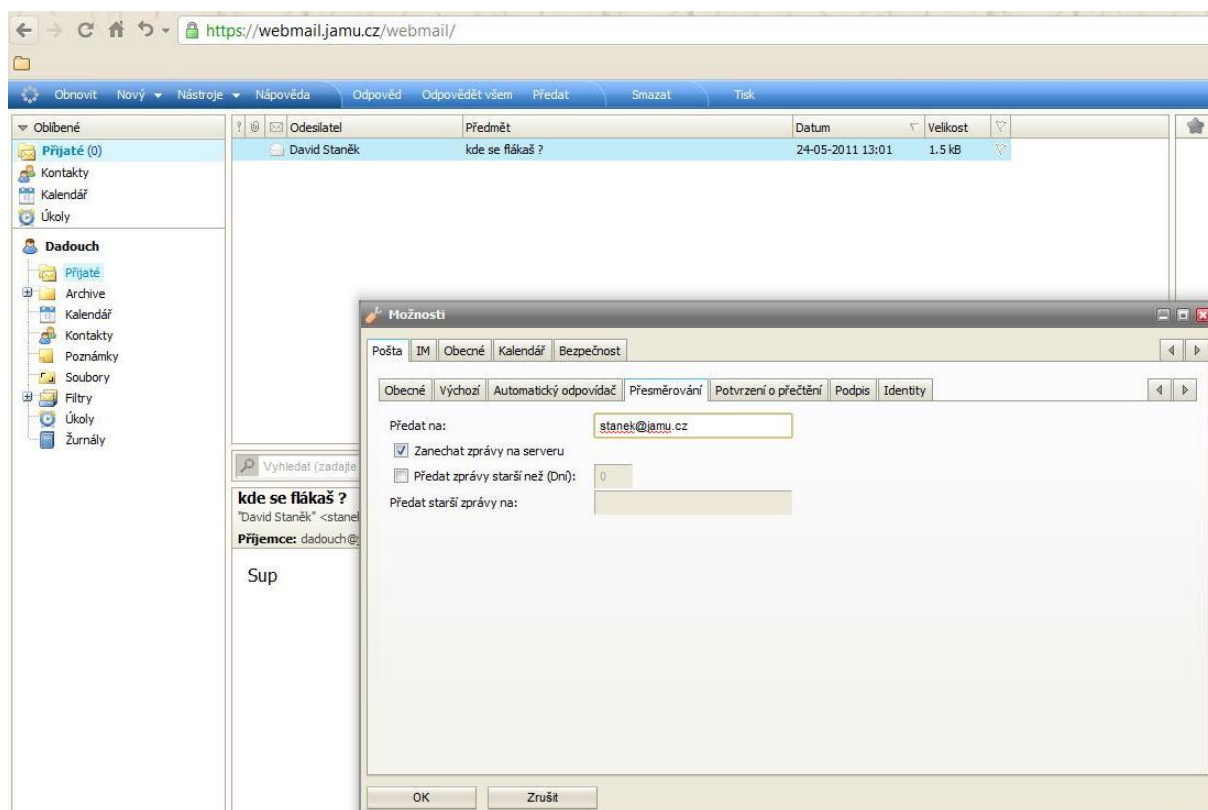 https://webmail.jamu.cz/webmail/
Obnovit Nový Nástroje Nápověda Odpověd Odpovědět všem Předat Smazat Tisk
Oblíbené
Přijaté (0)
Kontakty
Kalendář
Úkoly
Dadouch
Přijaté
Archive
Kalendář
Kontakty
Poznámky
Soubory
Filtry
Úkoly
Žurnály
Odesilatel Předmět Datum Velikost
David Staněk kde se flákaš ? 24-05-2011 13:01 1.5 kB
Vyhledat (zadajte
kde se flákaš ?
"David Staněk" <stanel
Příjemce: dadouch@
Sup
Možnosti
Pošta IM Obecné Kalendář Bezpečnost
Obecné Výchozí Automatický odpovídač Přesměrování Potvrzení o přečtění Podpis Identity
Předat na: stanek@jamu.cz
Zanechat zprávy na serveru
Předat zprávy starší než (Dní): 0
Předat starší zprávy na:
OK Zrušit